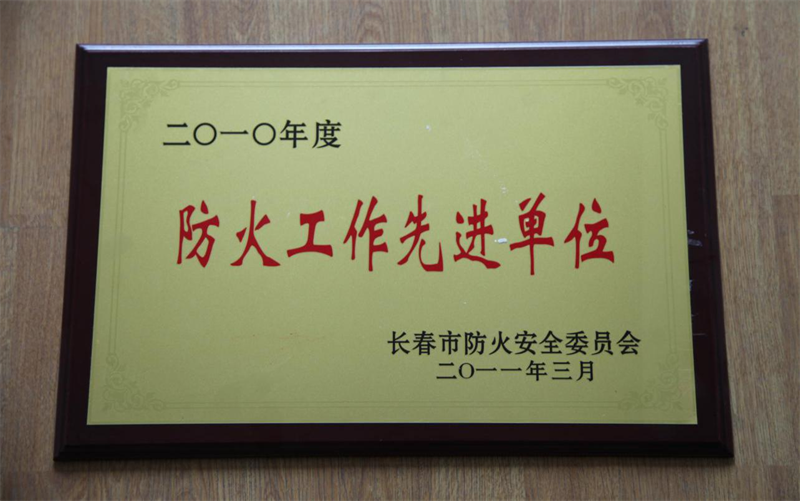 二〇一〇年度
防火工作先进单位
长春市防火安全委员会
二〇一一年三月